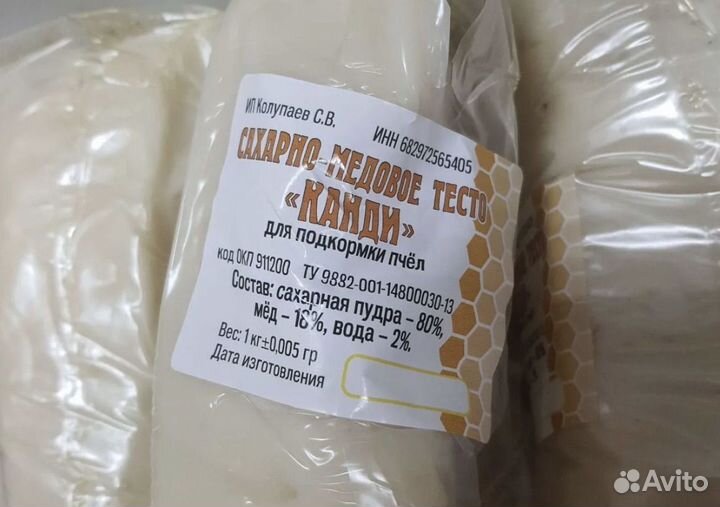 ИП Колупаев С.В.
ИНН 682972565405
САХАРНО-МЕДОВОЕ ТЕСТО
«КАНДИ»
для подкормки пчёл
код ОКП 911200 ТУ 9882-001-14800030-13
Состав: сахарная пудра – 80%,
мёд – 18%, вода – 2%.
Вес: 1 кг±0,005 гр
Дата изготовления
Avito